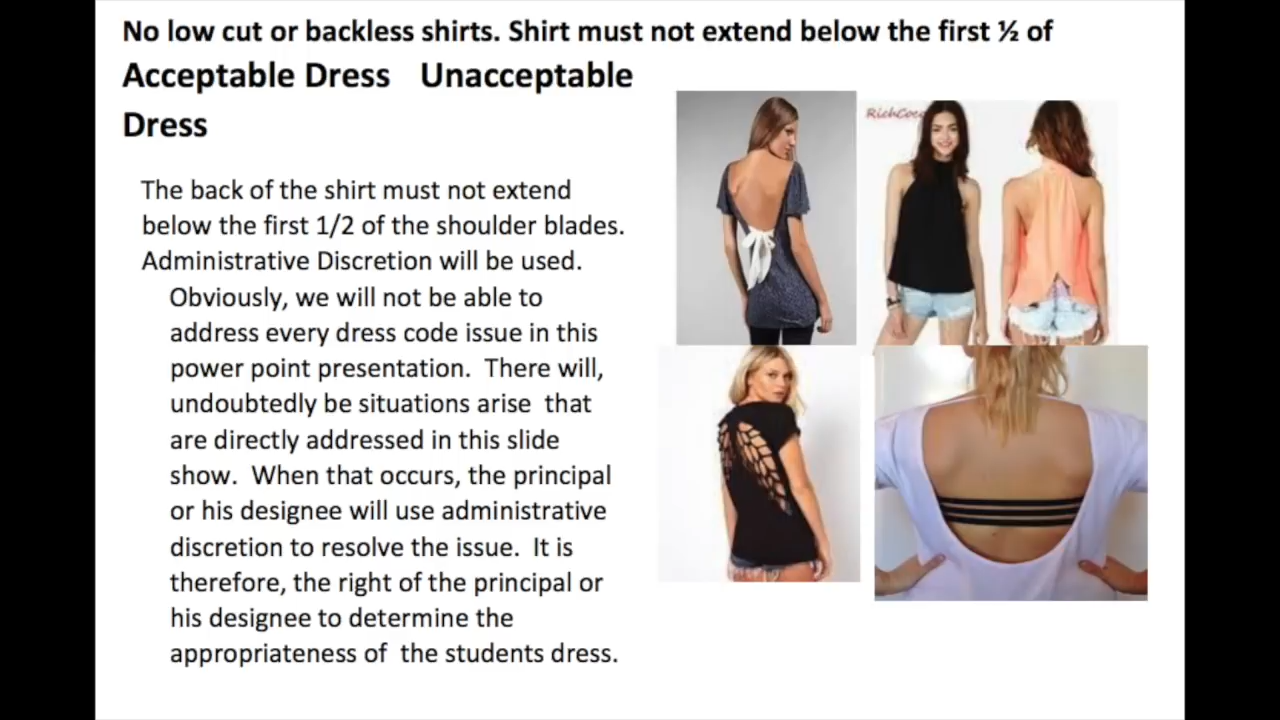 No low cut or backless shirts. Shirt must not extend below the first ½ of
Acceptable Dress Unacceptable
Dress
The back of the shirt must not extend
below the first 1/2 of the shoulder blades.
Administrative Discretion will be used.
Obviously, we will not be able to
address every dress code issue in this
power point presentation. There will,
undoubtedly be situations arise that
are directly addressed in this slide
show. When that occurs, the principal
or his designee will use administrative
discretion to resolve the issue. It is
therefore, the right of the principal or
his designee to determine the
appropriateness of the students dress.